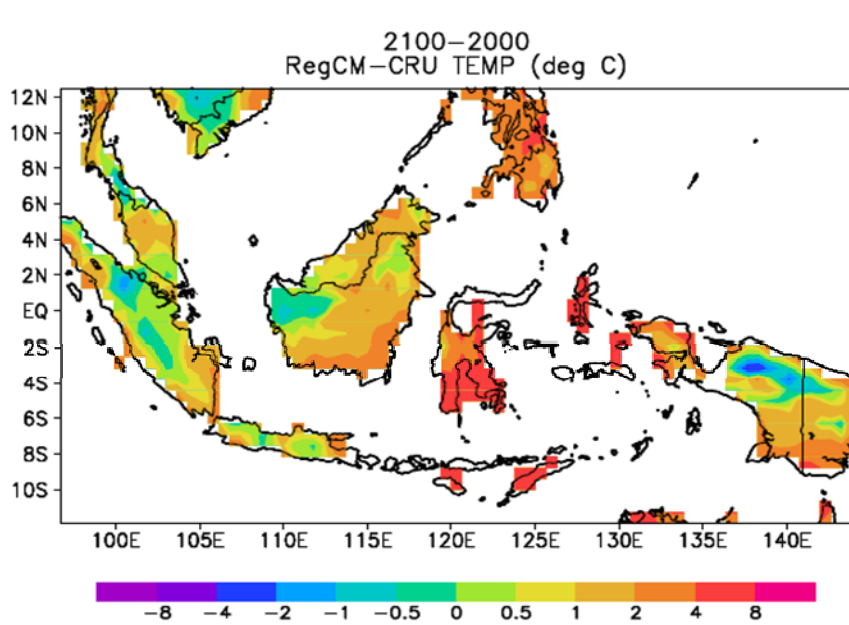 2100-2000
RegCM-CRU TEMP (deg C)
12N
10N
8N
6N
4N
2N
EQ
2S
4S
6S
8S
10S
100E 105E 110E 115E 120E 125E 130E 135E 140E
-8 -4 -2 -1 -0.5 0 0.5 1 2 4 8